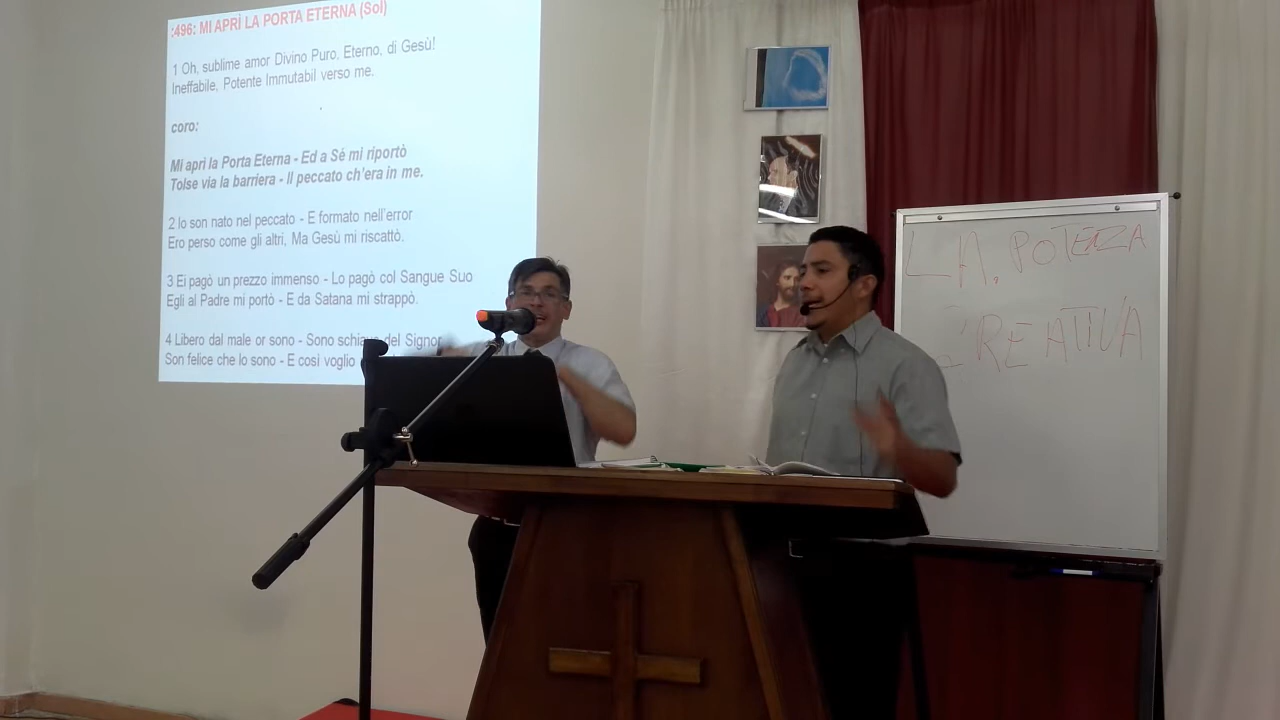 :496: MI APRÌ LA PORTA ETERNA (Sol)
1 Oh, sublime amor Divino Puro, Eterno, di Gesù!
Ineffabile, Potente Immutabil verso me.
coro:
Mi aprì la Porta Eterna - Ed a Sé mi riportò
Tolse via la barriera - Il peccato ch'era in me.
2 Io son nato nel peccato - E formato nell'error
Ero perso come gli altri, Ma Gesù mi riscattò.
3 Ei pagò un prezzo immenso - Lo pagò col Sangue Suo
Egli al Padre mi portò - E da Satana mi strappò.
4 Libero dal male or sono - Sono schiavo del Signor
Son felice che lo sono - E così voglio
LA POTENZA
CREATIVA